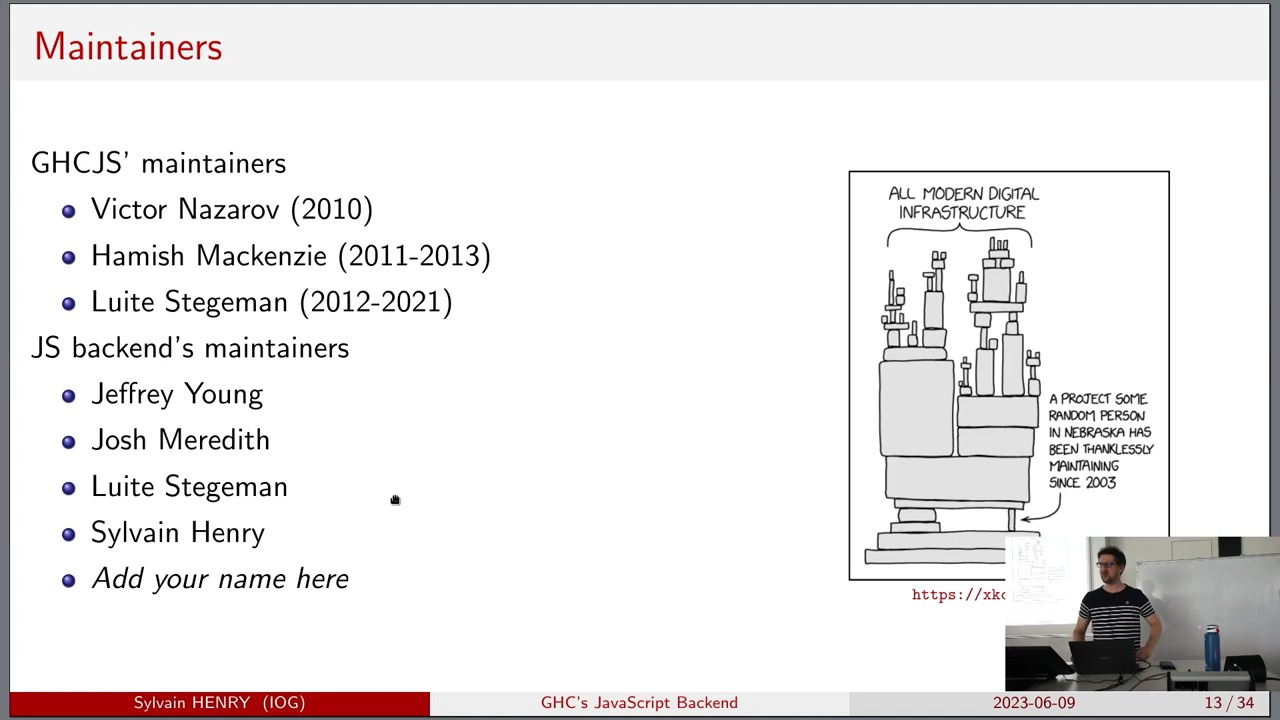 Maintainers
GHCJS' maintainers
Victor Nazarov (2010)
Hamish Mackenzie (2011-2013)
Luite Stegeman (2012-2021)
JS backend's maintainers
Jeffrey Young
Josh Meredith
Luite Stegeman
Sylvain Henry
Add your name here
ALL MODERN DIGITAL
INFRASTRUCTURE
A PROJECT SOME
RANDOM PERSON
IN NEBRASKA HAS
BEEN THANKLESSLY
MAINTAINING
SINCE 2003
https://xkc
Sylvain HENRY (IOG)
GHC's JavaScript Backend
2023-06-09
13 / 34